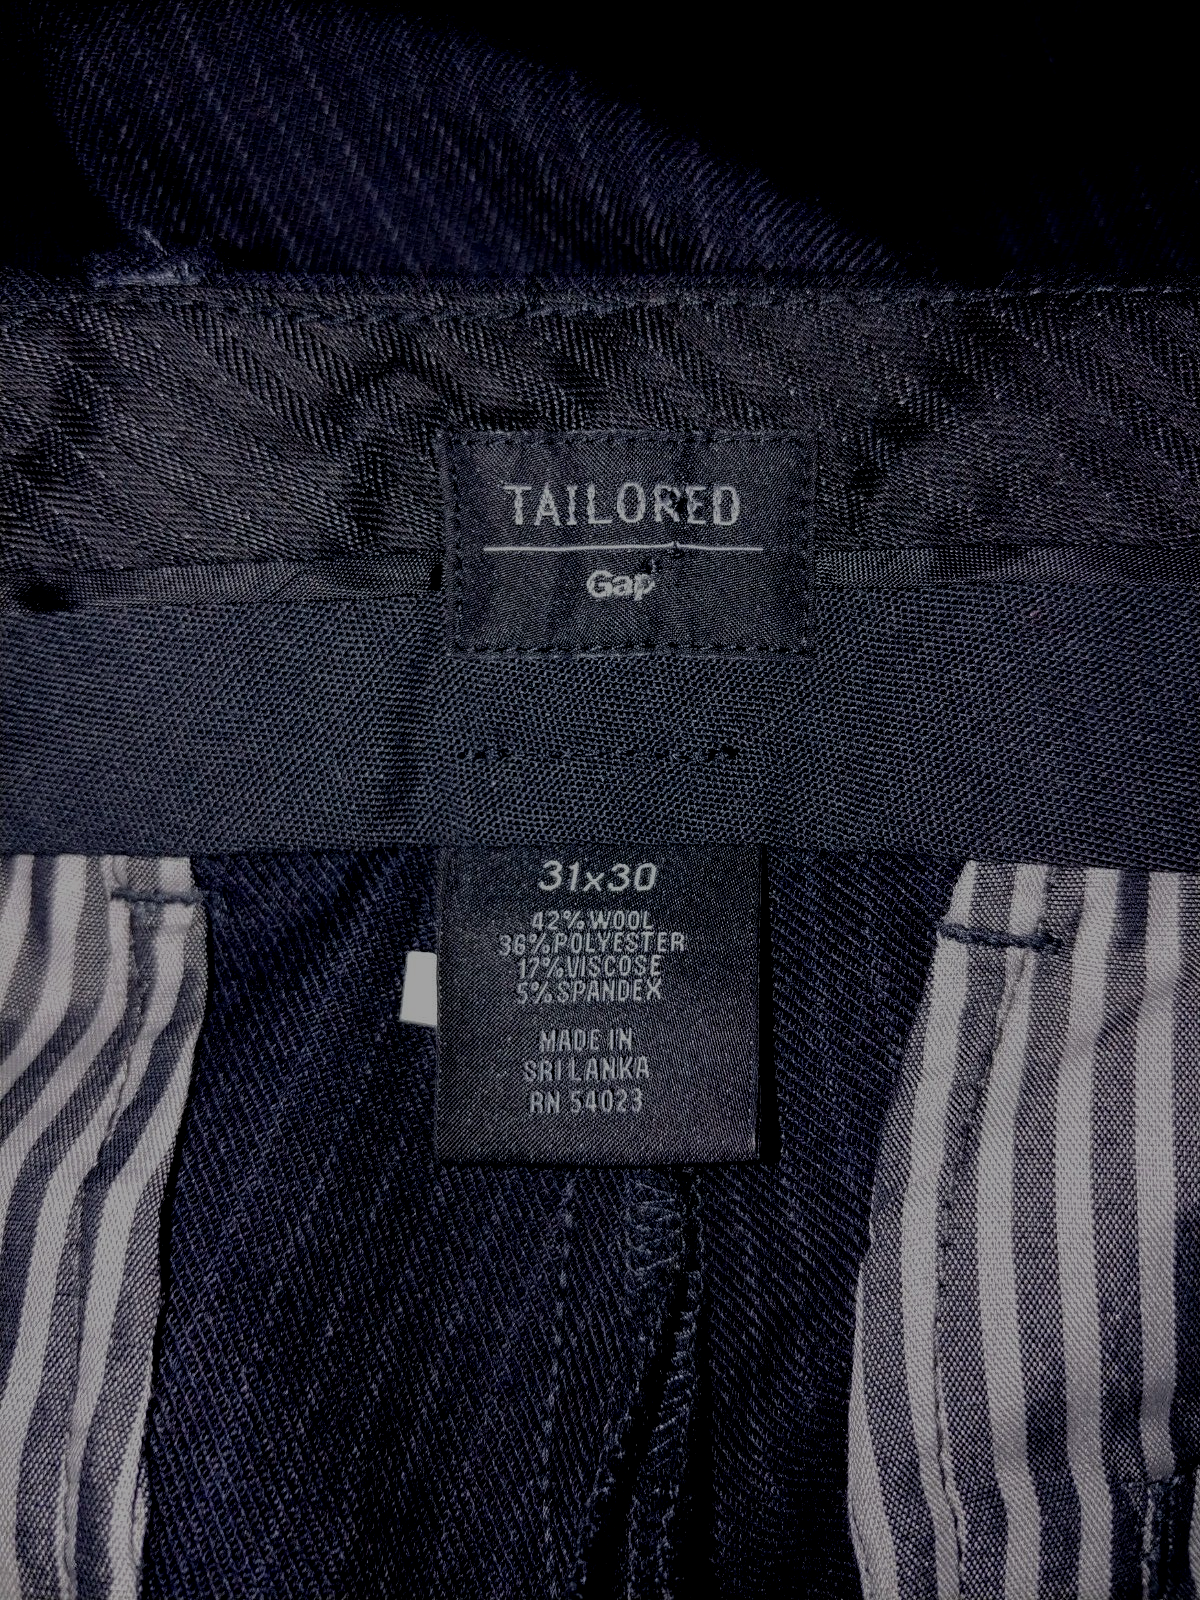 TAILORED
Gap
31x30
42% WOOL
36% POLYESTER
17% VISCOSE
5% SPANDEX
MADE IN
SRI LANKA
RN 54023